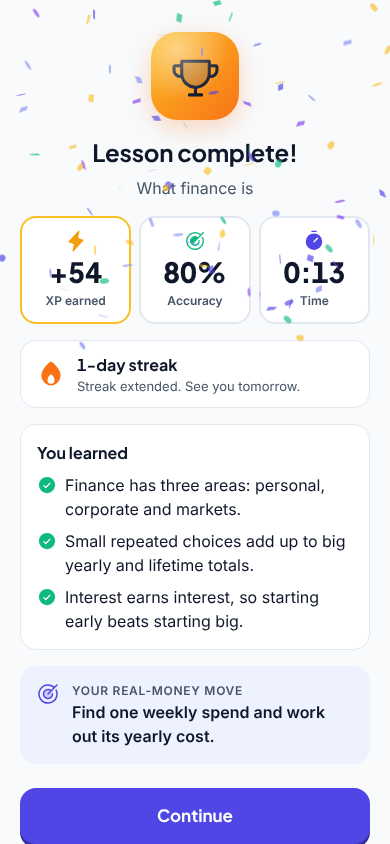 Lesson complete!
What finance is
+54
XP earned
80%
Accuracy
0:13
Time
1-day streak
Streak extended. See you tomorrow.
You learned
Finance has three areas: personal,
corporate and markets.
Small repeated choices add up to big
yearly and lifetime totals.
Interest earns interest, so starting
early beats starting big.
YOUR REAL-MONEY MOVE
Find one weekly spend and work
out its yearly cost.
Continue